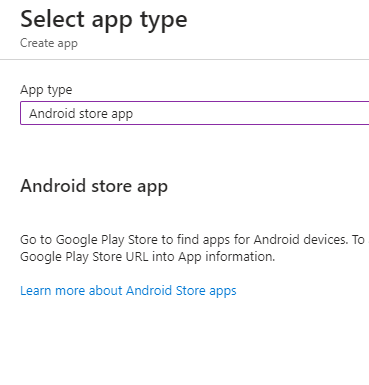 Select app type
Create app
App type
Android store app
Android store app
Go to Google Play Store to find apps for Android devices. To
Google Play Store URL into App information.
Learn more about Android Store apps